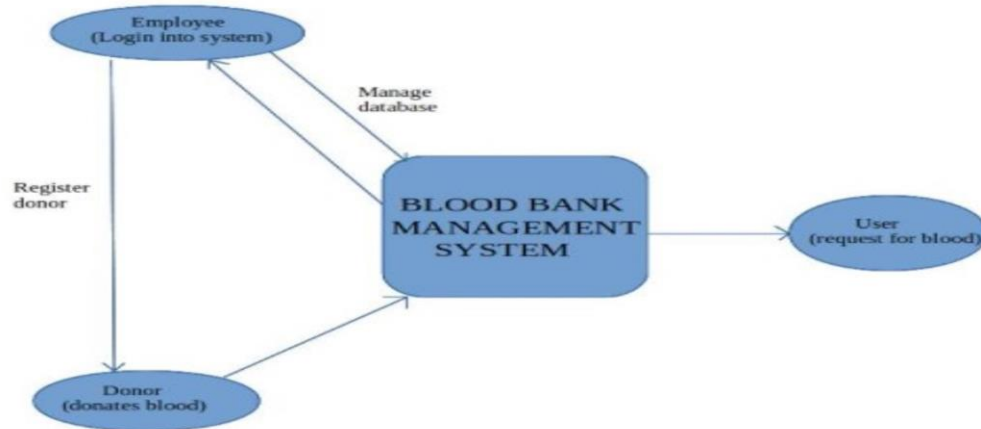 Employee
(Login into system)
Manage
database
Register
donor
BLOOD BANK
MANAGEMENT
SYSTEM
User
(request for blood)
Donor
(donates blood)